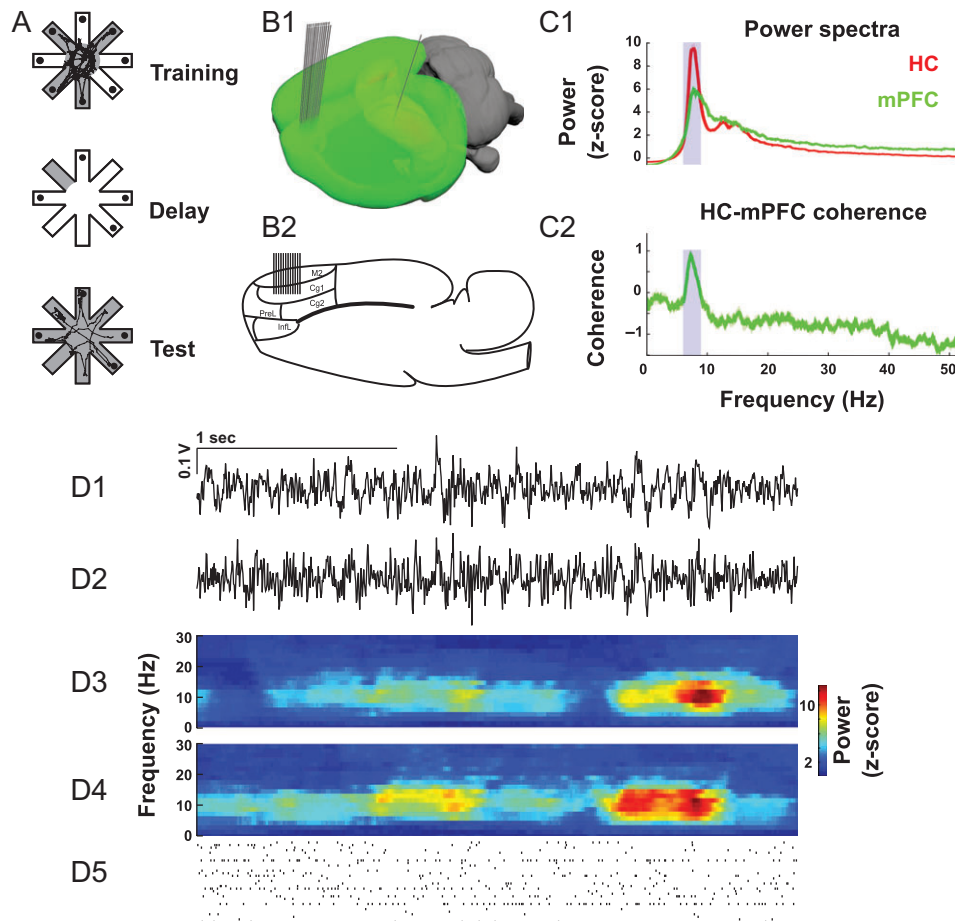 A
Training
Delay
Test
B1
B2
M2
Cg1
Cg2
PreL
InfL
C1
Power spectra
HC
mPFC
Power
(z-score)
10
8
6
4
2
0
C2
HC-mPFC coherence
Coherence
1
0
−1
0 10 20 30 40 50
Frequency (Hz)
1 sec
0.1 V
D1
D2
D3
30
20
10
0
D4
30
20
10
0
Frequency (Hz)
10
2
Power
(z-score)
D5